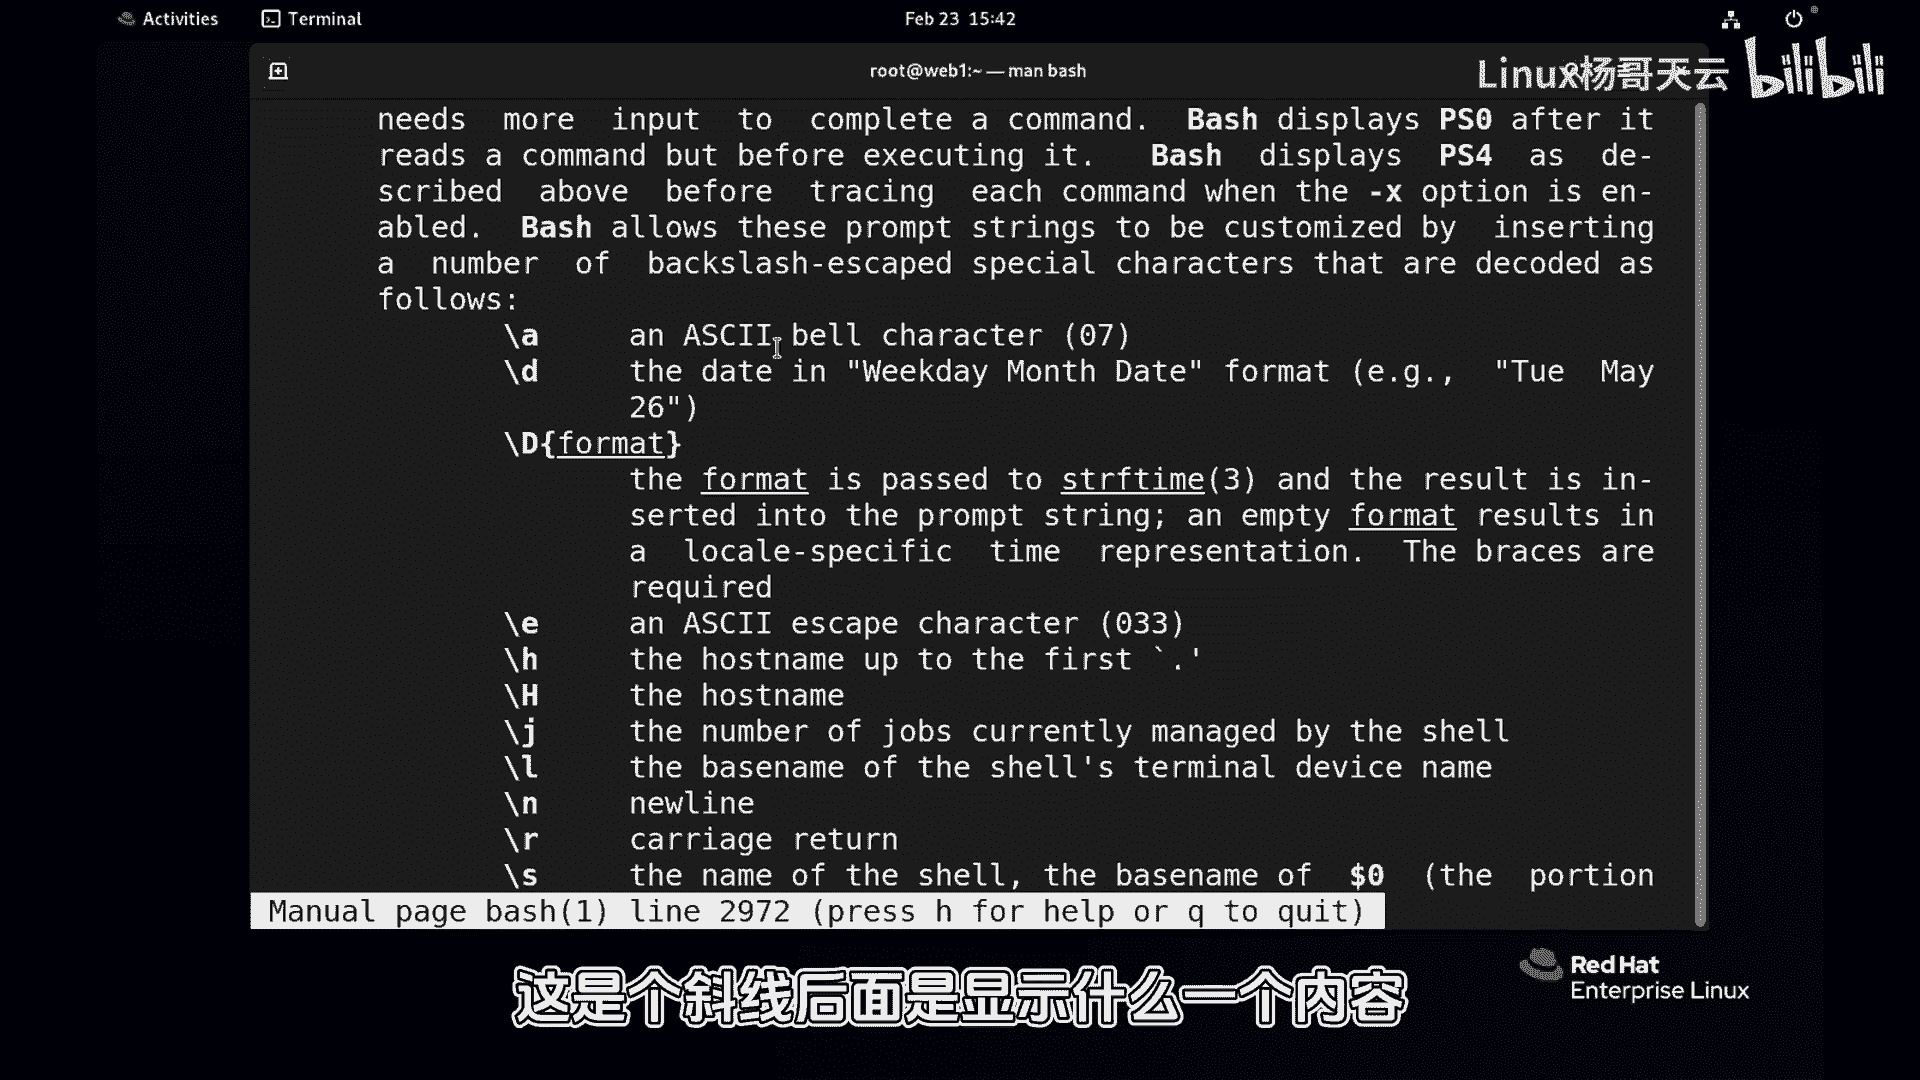 Activities Terminal Feb 23 15:42
root@web1:~ — man bash
Linux杨哥天云 bilibili
needs more input to complete a command. Bash displays PS0 after it
reads a command but before executing it. Bash displays PS4 as de-
scribed above before tracing each command when the -x option is en-
abled. Bash allows these prompt strings to be customized by inserting
a number of backslash-escaped special characters that are decoded as
follows:
\a an ASCII bell character (07)
\d the date in "Weekday Month Date" format (e.g., "Tue May
26")
\D{format}
the format is passed to strftime(3) and the result is in-
serted into the prompt string; an empty format results in
a locale-specific time representation. The braces are
required
\e an ASCII escape character (033)
\h the hostname up to the first `.'
\H the hostname
\j the number of jobs currently managed by the shell
\l the basename of the shell's terminal device name
\n newline
\r carriage return
\s the name of the shell, the basename of $0 (the portion
Manual page bash(1) line 2972 (press h for help or q to quit)
Red Hat
Enterprise Linux
这是个斜线后面是显示什么一个内容